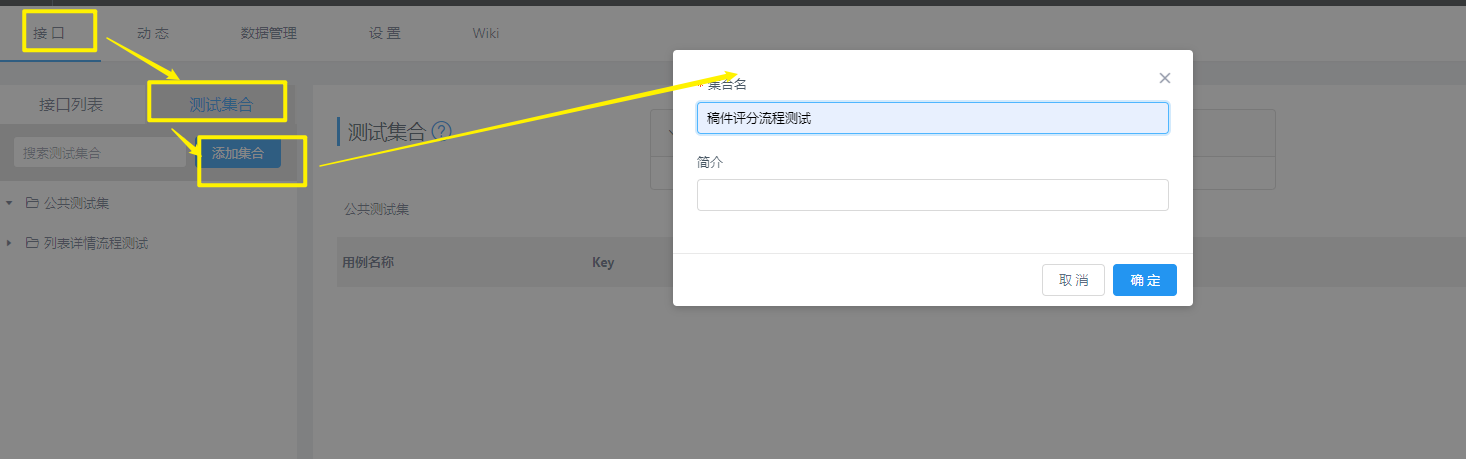 接 口
动 态
数据管理
设 置
Wiki
接口列表
测试集合
搜索测试集合
添加集合
公共测试集
列表详情流程测试
测试集合 ?
公共测试集
用例名称
Key
* 集合名
稿件评分流程测试
简介
取 消
确 定